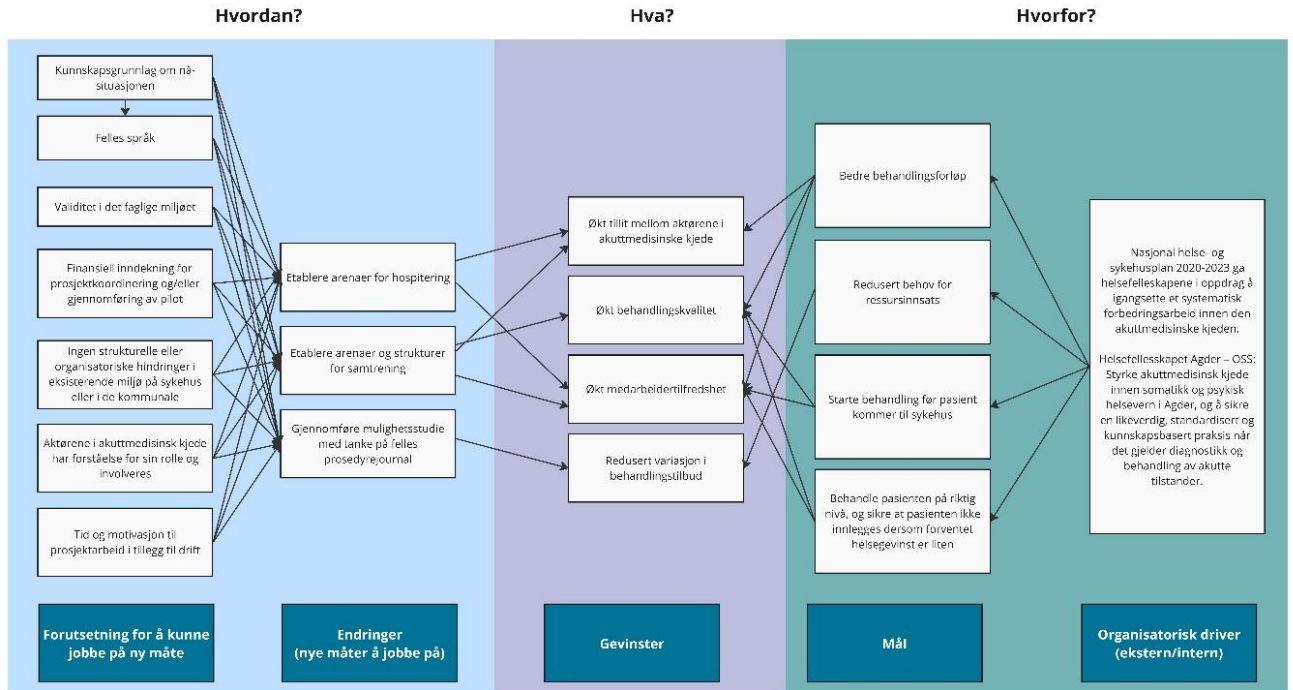 Hvordan?
Hva?
Hvorfor?
Kunnskapsgrunnlag om nå-
situasjonen
Felles språk
Validitet i det faglige miljøet
Finansiell inndekning for
prosjektkoordinering og/eller
gjennomføring av pilot
Ingen strukturelle eller
organisatoriske hindringer i
eksisterende miljø på sykehus
eller i de kommunale
Aktørene i akuttmedisinsk kjede
har forståelse for sin rolle og
involveres
Tid og motivasjon til
prosjektarbeid i tillegg til drift
Etablere arenaer for hospitering
Etablere arenaer og strukturer
for samtrening
Gjennomføre mulighetsstudie
med tanke på felles
prosedyrejournal
Økt tillit mellom aktørene i
akuttmedisinske kjede
Økt behandlingskvalitet
Økt medarbeidertilfredshet
Redusert variasjon i
behandlingstilbud
Bedre behandlingsforløp
Redusert behov for
ressursinnsats
Starte behandling før pasient
kommer til sykehus
Behandle pasienten på riktig
nivå, og sikre at pasienten ikke
innlegges dersom forventet
helsegevinst er liten
Nasjonal helse- og
sykehusplan 2020-2023 ga
helsefelleskapene i oppdrag å
igangsette et systematisk
forbedringsarbeid innen den
akuttmedisinske kjeden.
Helsefellesskapet Agder – OSS:
Styrke akuttmedisinsk kjede
innen somatikk og psykisk
helsevern i Agder, og å sikre
en likeverdig, standardisert og
kunnskapsbasert praksis når
det gjelder diagnostikk og
behandling av akutte
tilstander.
Forutsetning for å kunne
jobbe på ny måte
Endringer
(nye måter å jobbe på)
Gevinster
Mål
Organisatorisk driver
(ekstern/intern)